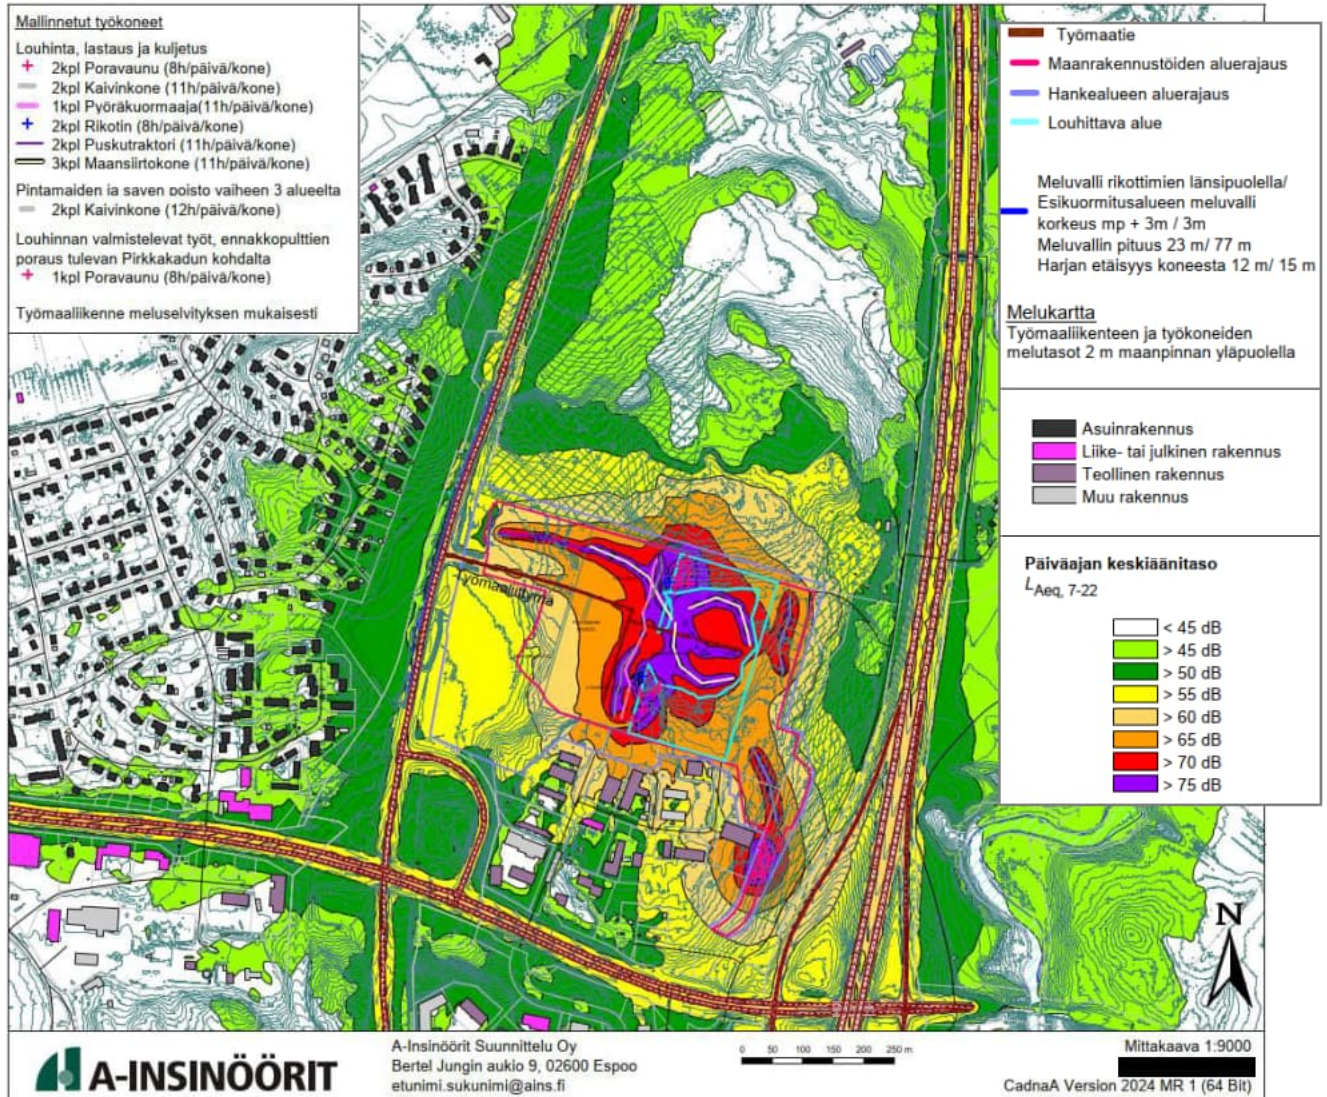 Mallinnetut työkoneet
Louhinta, lastaus ja kuljetus
2kpl Poravaunu (8h/päivä/kone)
2kpl Kaivinkone (11h/päivä/kone)
1kpl Pyöräkuormaaja(11h/päivä/kone)
2kpl Rikotin (8h/päivä/kone)
2kpl Puskutraktori (11h/päivä/kone)
3kpl Maansiirtokone (11h/päivä/kone)
Pintamaiden ja saven poisto vaiheen 3 alueelta
2kpl Kaivinkone (12h/päivä/kone)
Louhinnan valmistelevat työt, ennakkopulttien
poraus tulevan Pirkkakadun kohdalta
1kpl Poravaunu (8h/päivä/kone)
Työmaaliikenne meluselvityksen mukaisesti
Työmaatie
Maanrakennustöiden aluerajaus
Hankealueen aluerajaus
Louhittava alue
Meluvalli rikottimien länsipuolella/
Esikuormitusalueen meluvalli
korkeus mp + 3m / 3m
Meluvallin pituus 23 m/ 77 m
Harjan etäisyys koneesta 12 m/ 15 m
Melukartta
Työmaaliikenteen ja työkoneiden
melutasot 2 m maanpinnan yläpuolella
Asuinrakennus
Liike- tai julkinen rakennus
Teollinen rakennus
Muu rakennus
Päiväajan keskiäänitaso
LAeq, 7-22
< 45 dB
> 45 dB
> 50 dB
> 55 dB
> 60 dB
> 65 dB
> 70 dB
> 75 dB
Työmaaliittymä
N
A-INSINÖÖRIT
A-Insinöörit Suunnittelu Oy
Bertel Jungin aukio 9, 02600 Espoo
etunimi.sukunimi@ains.fi
0 50 100 150 200 250 m
Mittakaava 1:9000
CadnaA Version 2024 MR 1 (64 Bit)